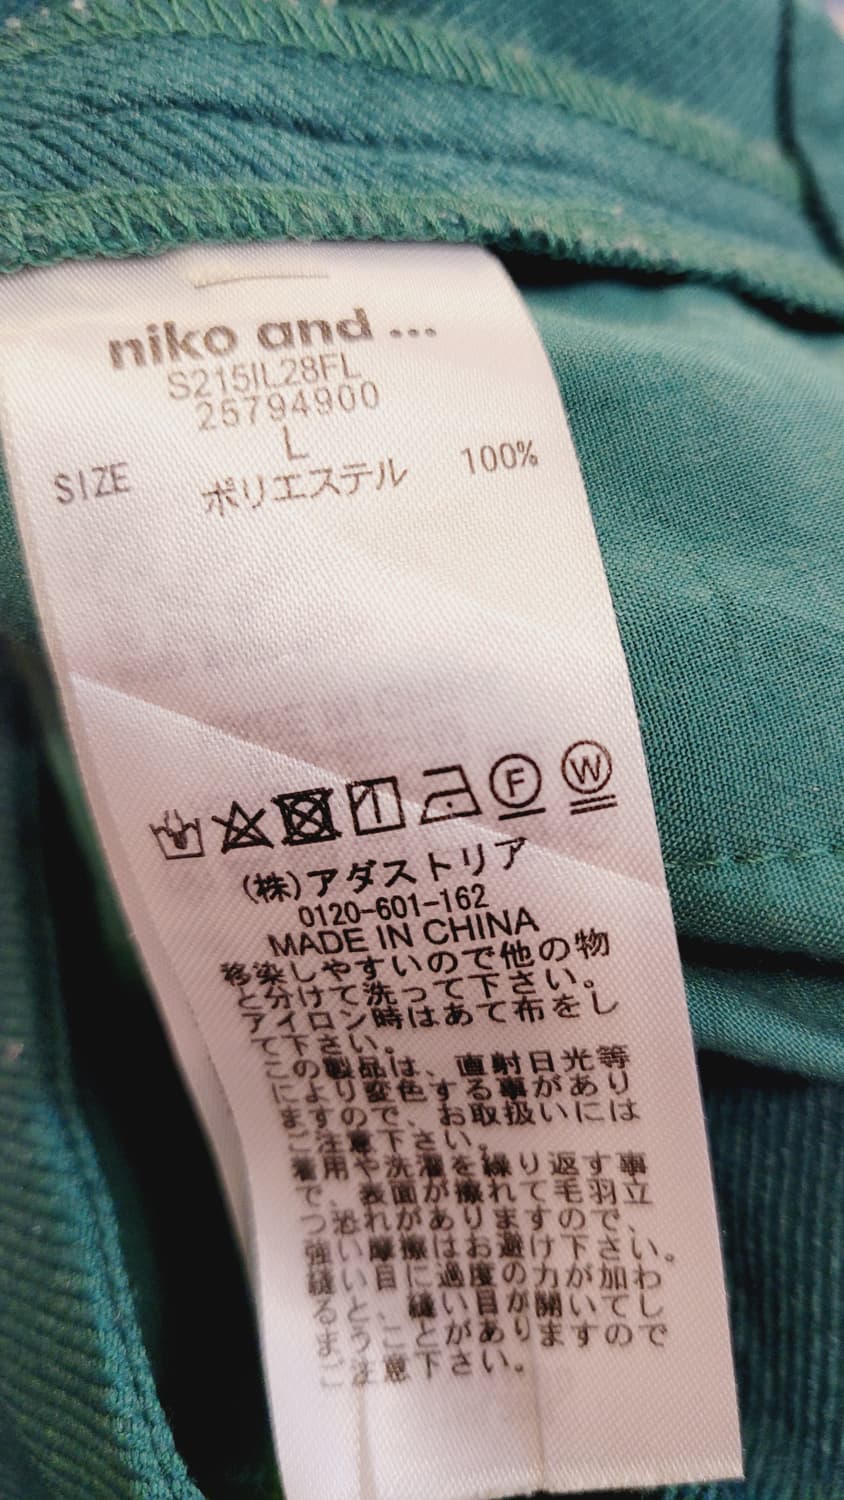 niko and ...
S215IL28FL
25794900
SIZE L
ポリエステル 100%
F W
(株)アダストリア
0120-601-162
MADE IN CHINA
移染しやすいので他の物
と分けて洗って下さい。
アイロン時はあて布をし
て下さい。
この製品は、直射日光等
により変色する事があり
ますので、お取扱いには
ご注意下さい。
着用や洗濯を繰り返す事
で、表面が擦れて毛羽立
つ恐れがありますので、
強い摩擦はお避け下さい。
縫い目に過度の力が加わ
ると、縫い目が開いてし
まうことがありますので
ご注意下さい。